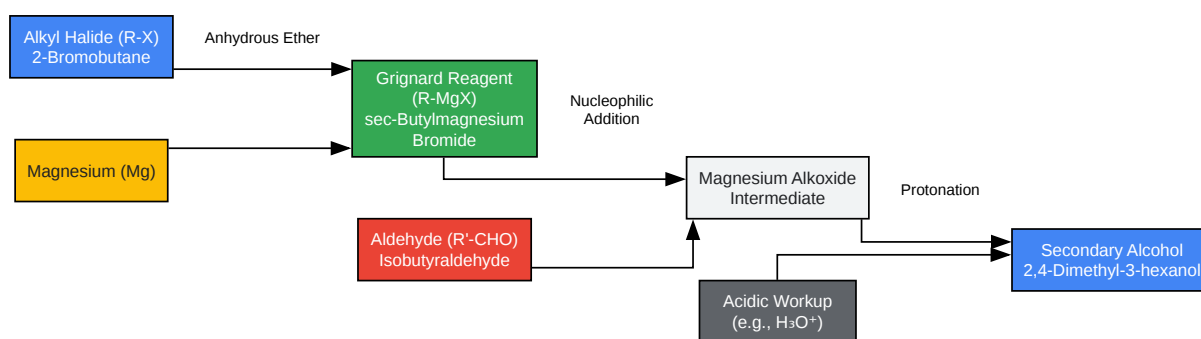 Alkyl Halide (R-X)
2-Bromobutane
Anhydrous Ether
Magnesium (Mg)
Grignard Reagent
(R-MgX)
sec-Butylmagnesium
Bromide
Nucleophilic
Addition
Aldehyde (R'-CHO)
Isobutyraldehyde
Magnesium Alkoxide
Intermediate
Protonation
Acidic Workup
(e.g., H₃O⁺)
Secondary Alcohol
2,4-Dimethyl-3-hexanol